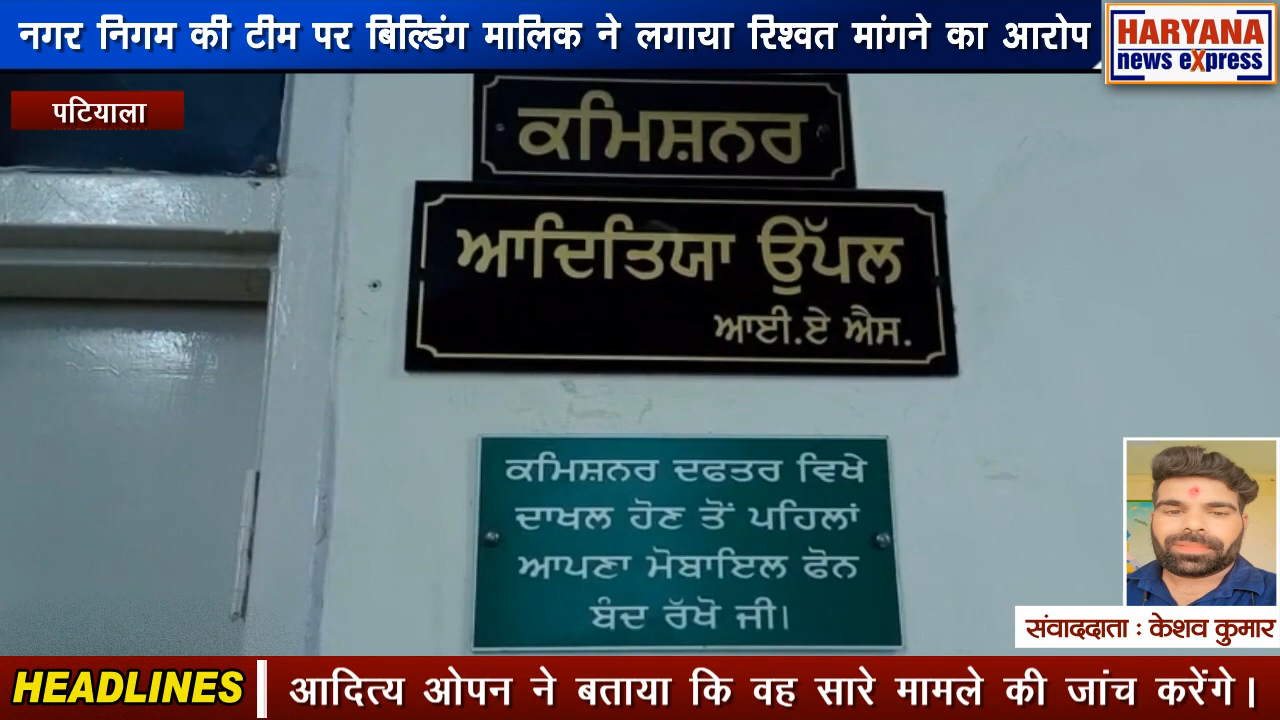 नगर निगम की टीम पर बिल्डिंग मालिक ने लगाया रिश्वत मांगने का आरोप
HARYANA
news eXpress
पटियाला
ਕਮਿਸ਼ਨਰ
ਆਦਿਤਿਯਾ ਉੱਪਲ
ਆਈ.ਏ ਐਸ.
ਕਮਿਸ਼ਨਰ ਦਫਤਰ ਵਿਖੇ
ਦਾਖਲ ਹੋਣ ਤੋਂ ਪਹਿਲਾਂ
ਆਪਣਾ ਮੋਬਾਇਲ ਫੋਨ
ਬੰਦ ਰੱਖੋ ਜੀ।
संवाददाता : केशव कुमार
HEADLINES
आदित्य ओपन ने बताया कि वह सारे मामले की जांच करेंगे।